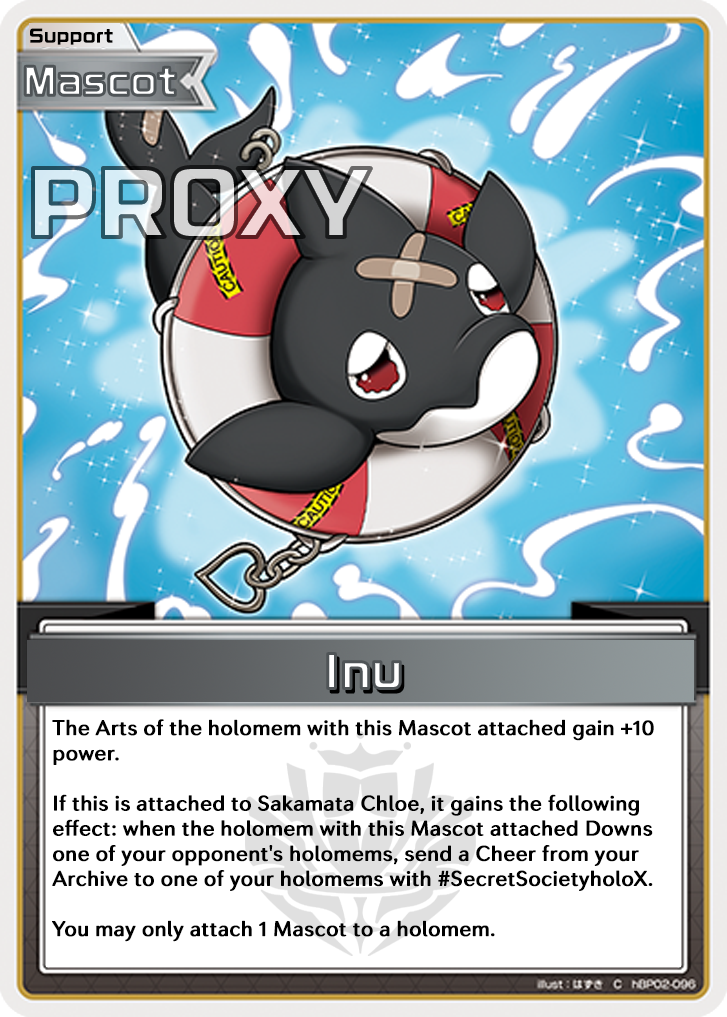 Support
Mascot
PROXY
CAUTION
CAU
CAUTIO
Inu
The Arts of the holomem with this Mascot attached gain +10
power.
If this is attached to Sakamata Chloe, it gains the following
effect: when the holomem with this Mascot attached Downs
one of your opponent's holomems, send a Cheer from your
Archive to one of your holomems with #SecretSocietyholoX.
You may only attach 1 Mascot to a holomem.
illust : はずき C hBP02-096